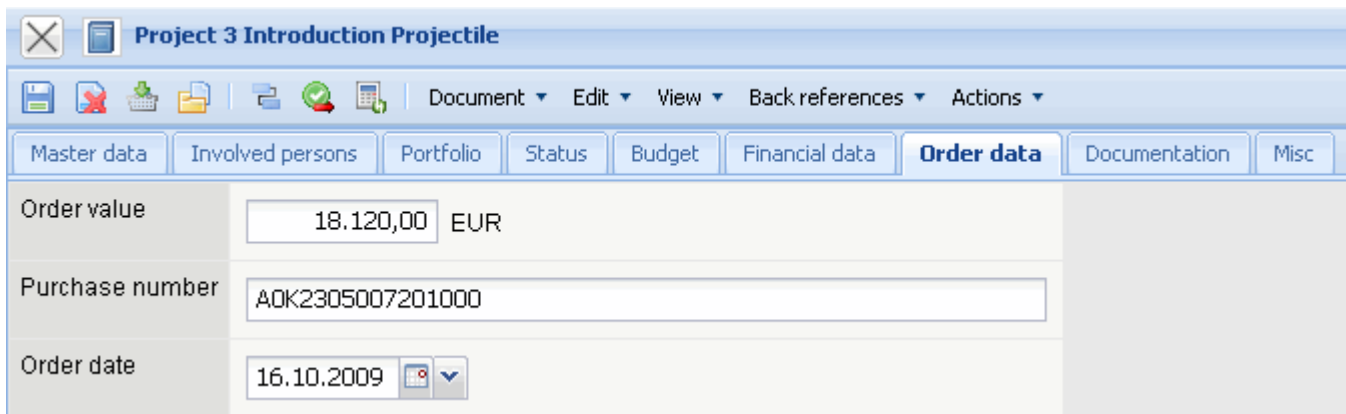 Project 3 Introduction Projectile
Document Edit View Back references Actions
Master data Involved persons Portfolio Status Budget Financial data Order data Documentation Misc
Order value 18.120,00 EUR
Purchase number A0K2305007201000
Order date 16.10.2009